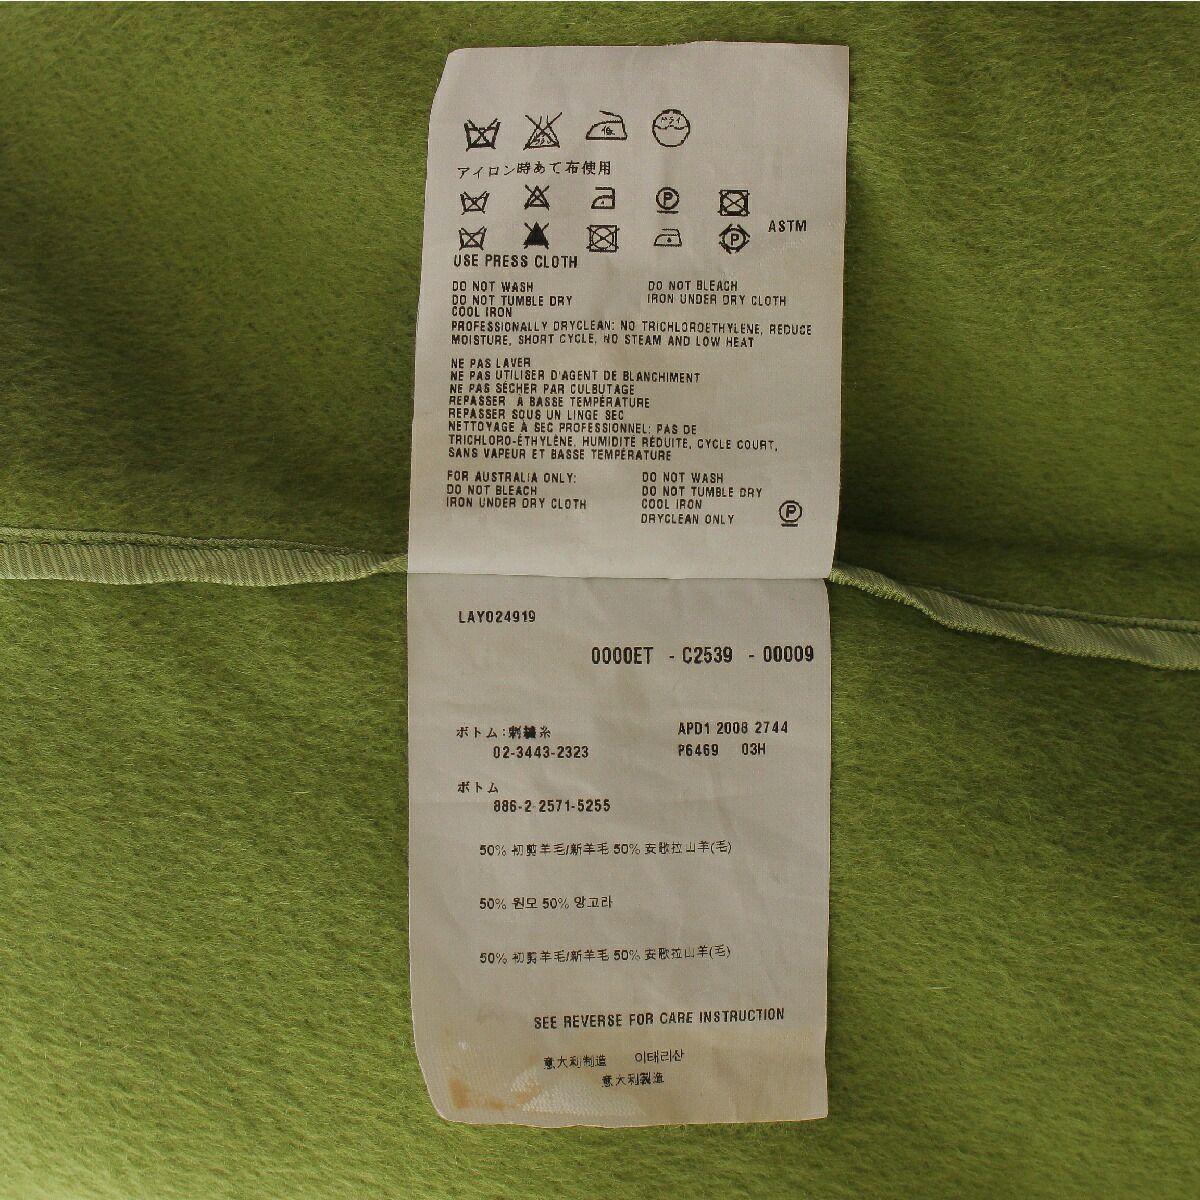 アイロン時あて布使用
ASTM
USE PRESS CLOTH
DO NOT WASH
DO NOT BLEACH
DO NOT TUMBLE DRY
IRON UNDER DRY CLOTH
COOL IRON
PROFESSIONALLY DRYCLEAN: NO TRICHLOROETHYLENE, REDUCE
MOISTURE, SHORT CYCLE, NO STEAM AND LOW HEAT
NE PAS LAVER
NE PAS UTILISER D'AGENT DE BLANCHIMENT
NE PAS SÉCHER PAR CULBUTAGE
REPASSER À BASSE TEMPÉRATURE
REPASSER SOUS UN LINGE SEC
NETTOYAGE À SEC PROFESSIONNEL: PAS DE
TRICHLORO-ÉTHYLÈNE, HUMIDITÉ RÉDUITE, CYCLE COURT,
SANS VAPEUR ET BASSE TEMPÉRATURE
FOR AUSTRALIA ONLY:
DO NOT BLEACH
IRON UNDER DRY CLOTH
DO NOT WASH
DO NOT TUMBLE DRY
COOL IRON
DRYCLEAN ONLY
P
LAY024919
0000ET - C2539 - 00009
ボトム:刺繍糸
02-3443-2323
APD1 2008 2744
P6469 03H
ボトム
886-2-2571-5255
50% 初剪羊毛/新羊毛 50% 安歌拉山羊(毛)
50% 원모 50% 앙고라
50% 初剪羊毛/新羊毛 50% 安歌拉山羊(毛)
SEE REVERSE FOR CARE INSTRUCTION
意大利制造 이태리산
意大利製造